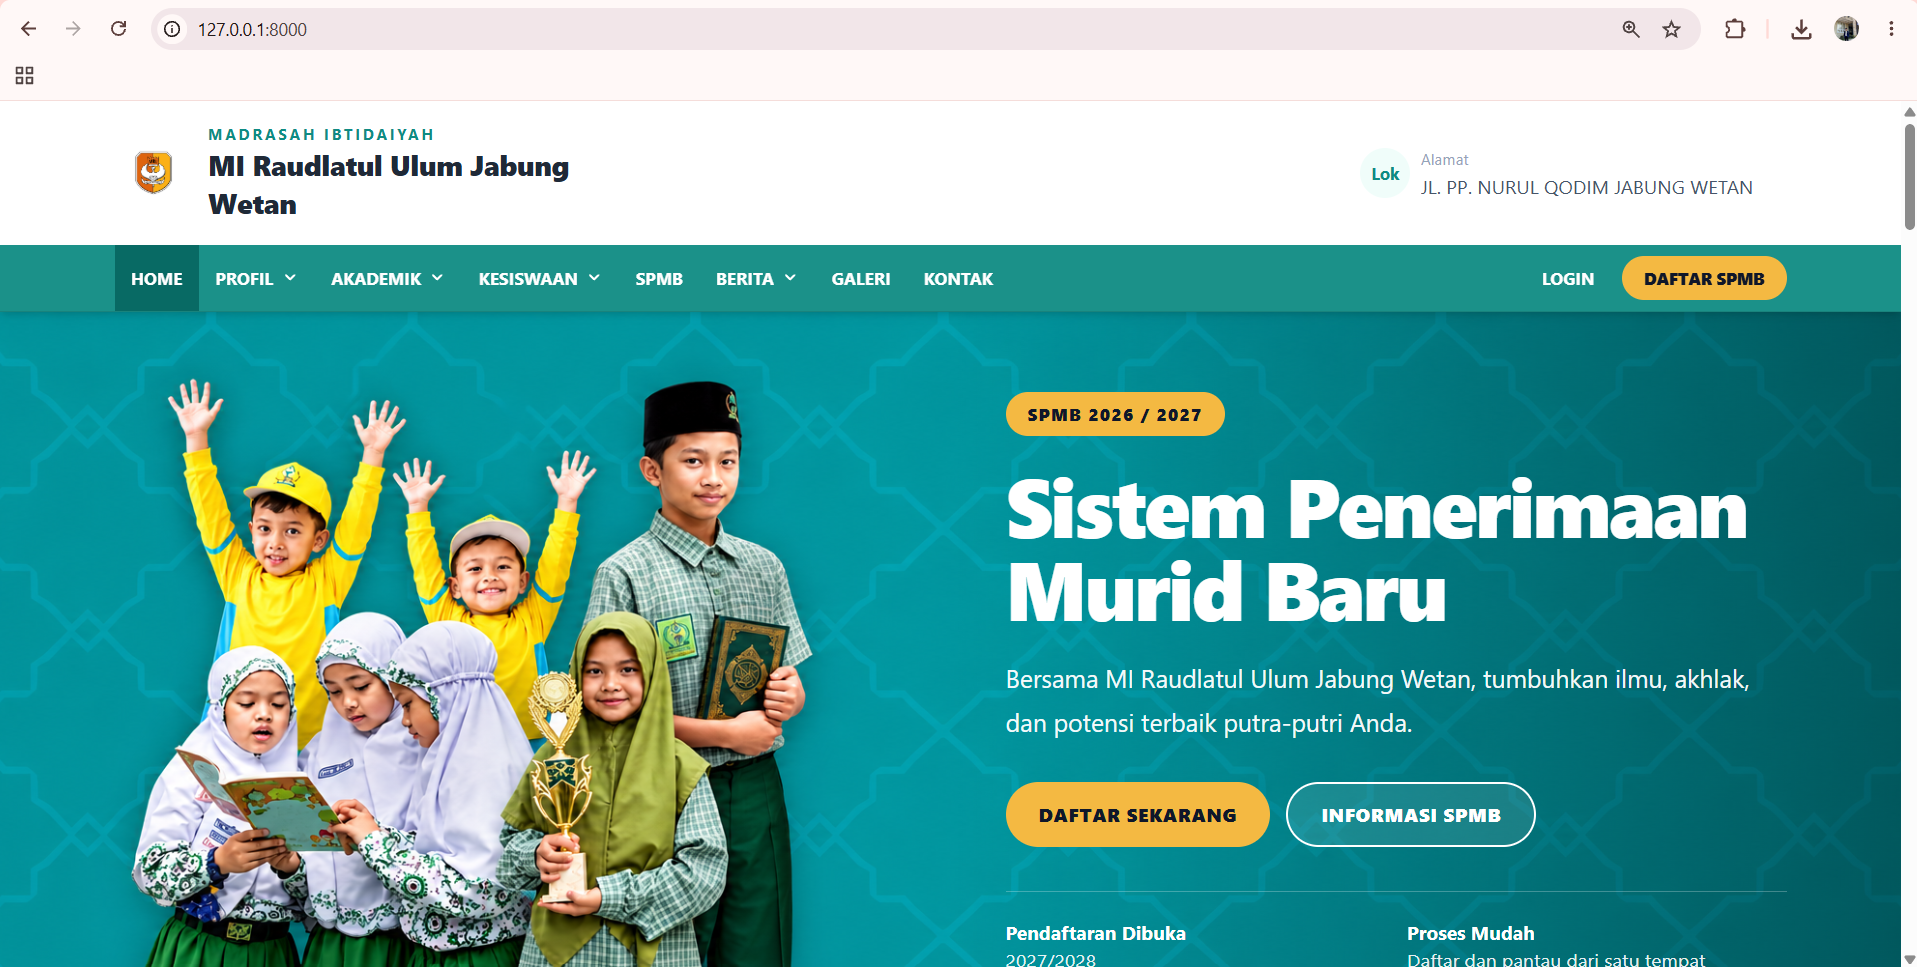 127.0.0.1:8000
MADRASAH IBTIDAIYAH
MI Raudlatul Ulum Jabung
Wetan
Lok
Alamat
JL. PP. NURUL QODIM JABUNG WETAN
HOME
PROFIL
AKADEMIK
KESISWAAN
SPMB
BERITA
GALERI
KONTAK
LOGIN
DAFTAR SPMB
SPMB 2026 / 2027
Sistem Penerimaan
Murid Baru
Bersama MI Raudlatul Ulum Jabung Wetan, tumbuhkan ilmu, akhlak,
dan potensi terbaik putra-putri Anda.
DAFTAR SEKARANG
INFORMASI SPMB
Pendaftaran Dibuka
2027/2028
Proses Mudah
Daftar dan pantau dari satu tempat